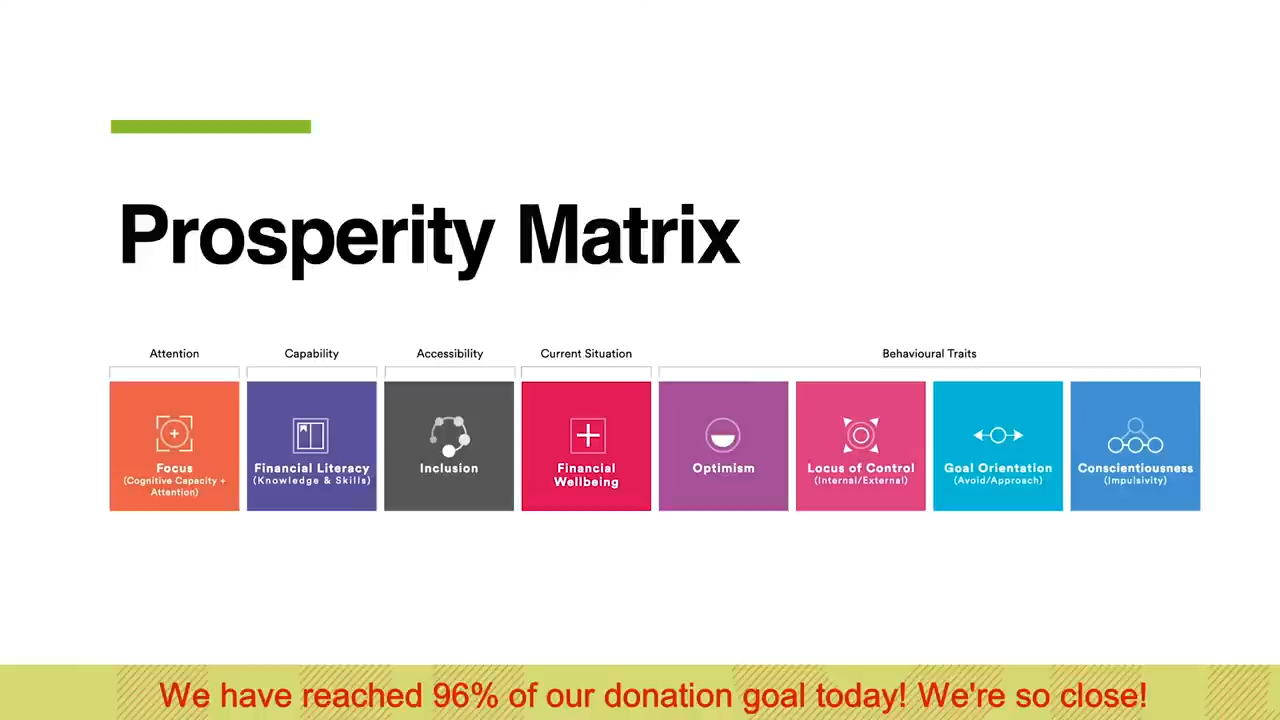 Prosperity Matrix
Attention
Capability
Accessibility
Current Situation
Behavioural Traits
Focus
(Cognitive Capacity +
Attention)
Financial Literacy
(Knowledge & Skills)
Inclusion
Financial
Wellbeing
Optimism
Locus of Control
(Internal/External)
Goal Orientation
(Avoid/Approach)
Conscientiousness
(Impulsivity)
We have reached 96% of our donation goal today! We're so close!